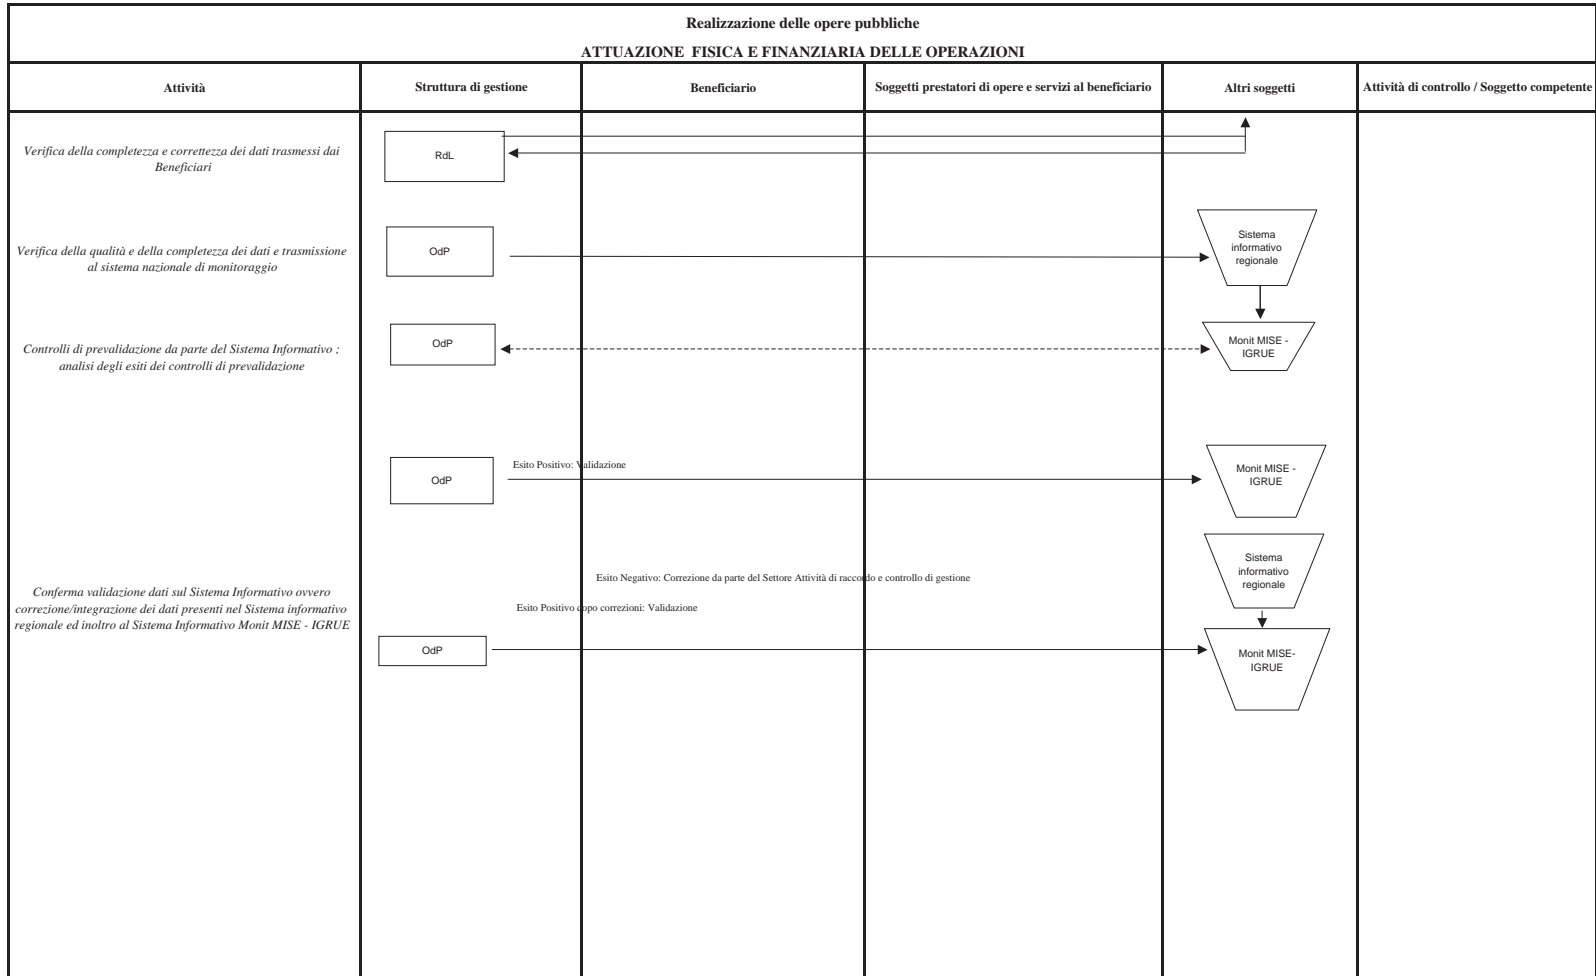 Realizzazione delle opere pubbliche
ATTUAZIONE FISICA E FINANZIARIA DELLE OPERAZIONI
Attività
Struttura di gestione
Beneficiario
Soggetti prestatori di opere e servizi al beneficiario
Altri soggetti
Attività di controllo / Soggetto competente
Verifica della completezza e correttezza dei dati trasmessi dai
Beneficiari
RdL
Verifica della qualità e della completezza dei dati e trasmissione
al sistema nazionale di monitoraggio
OdP
Sistema
informativo
regionale
Controlli di prevalidazione da parte del Sistema Informativo ;
analisi degli esiti dei controlli di prevalidazione
OdP
Monit MISE -
IGRUE
OdP
Esito Positivo: Validazione
Monit MISE -
IGRUE
Conferma validazione dati sul Sistema Informativo ovvero
correzione/integrazione dei dati presenti nel Sistema informativo
regionale ed inoltro al Sistema Informativo Monit MISE - IGRUE
Esito Negativo: Correzione da parte del Settore Attività di raccordo e controllo di gestione
Esito Positivo dopo correzioni: Validazione
Sistema
informativo
regionale
OdP
Monit MISE-
IGRUE